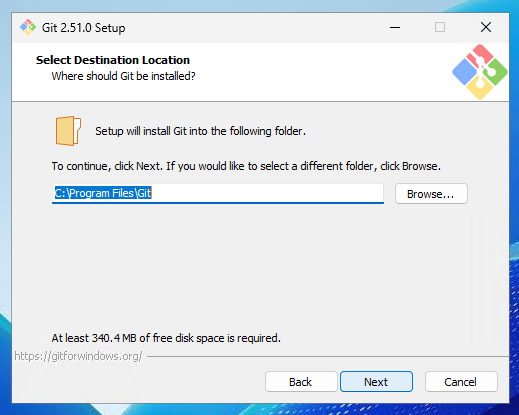 Git 2.51.0 Setup
Select Destination Location
Where should Git be installed?
Setup will install Git into the following folder.
To continue, click Next. If you would like to select a different folder, click Browse.
C:\Program Files\Git
Browse...
At least 340.4 MB of free disk space is required.
https://gitforwindows.org/
Back
Next
Cancel